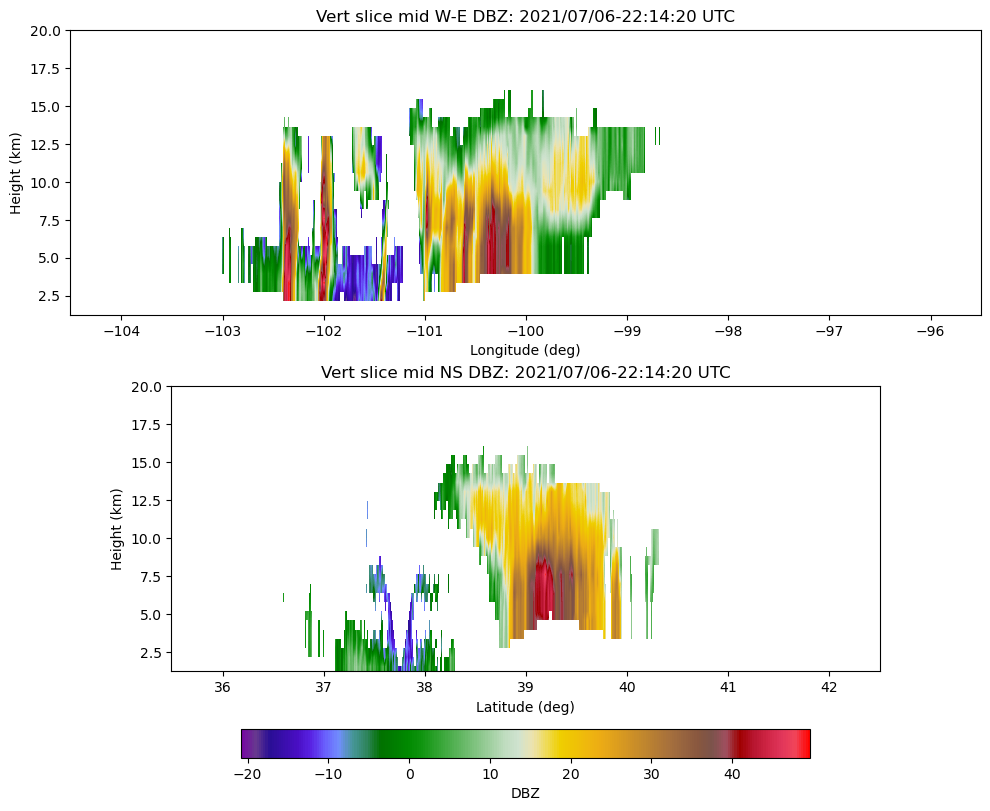 Vert slice mid W-E DBZ: 2021/07/06-22:14:20 UTC
20.0
17.5
15.0
12.5
10.0
7.5
5.0
2.5
Height (km)
−104 −103 −102 −101 −100 −99 −98 −97 −96
Longitude (deg)
Vert slice mid NS DBZ: 2021/07/06-22:14:20 UTC
20.0
17.5
15.0
12.5
10.0
7.5
5.0
2.5
Height (km)
36 37 38 39 40 41 42
Latitude (deg)
−20 −10 0 10 20 30 40
DBZ